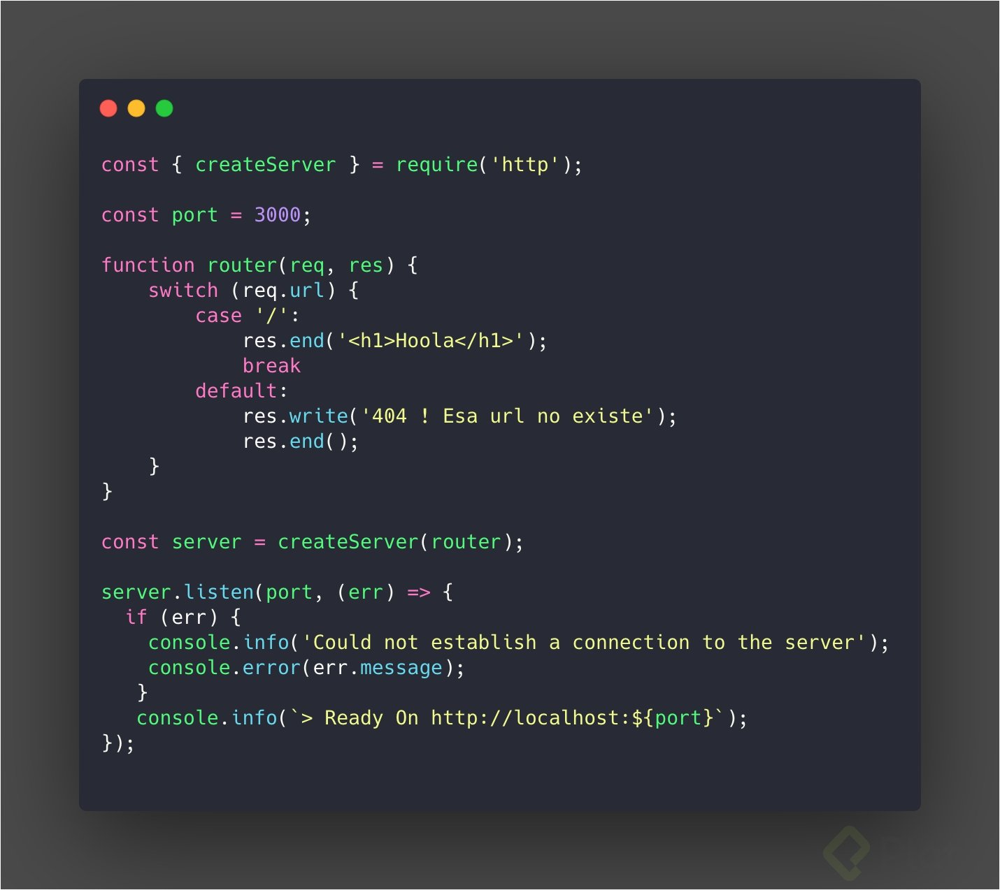 const { createServer } = require('http');
const port = 3000;
function router(req, res) {
    switch (req.url) {
        case '/':
            res.end('<h1>Hoola</h1>');
            break
        default:
            res.write('404 ! Esa url no existe');
            res.end();
    }
}
const server = createServer(router);
server.listen(port, (err) => {
  if (err) {
    console.info('Could not establish a connection to the server');
    console.error(err.message);
   }
   console.info(`> Ready On http://localhost:${port}`);
});